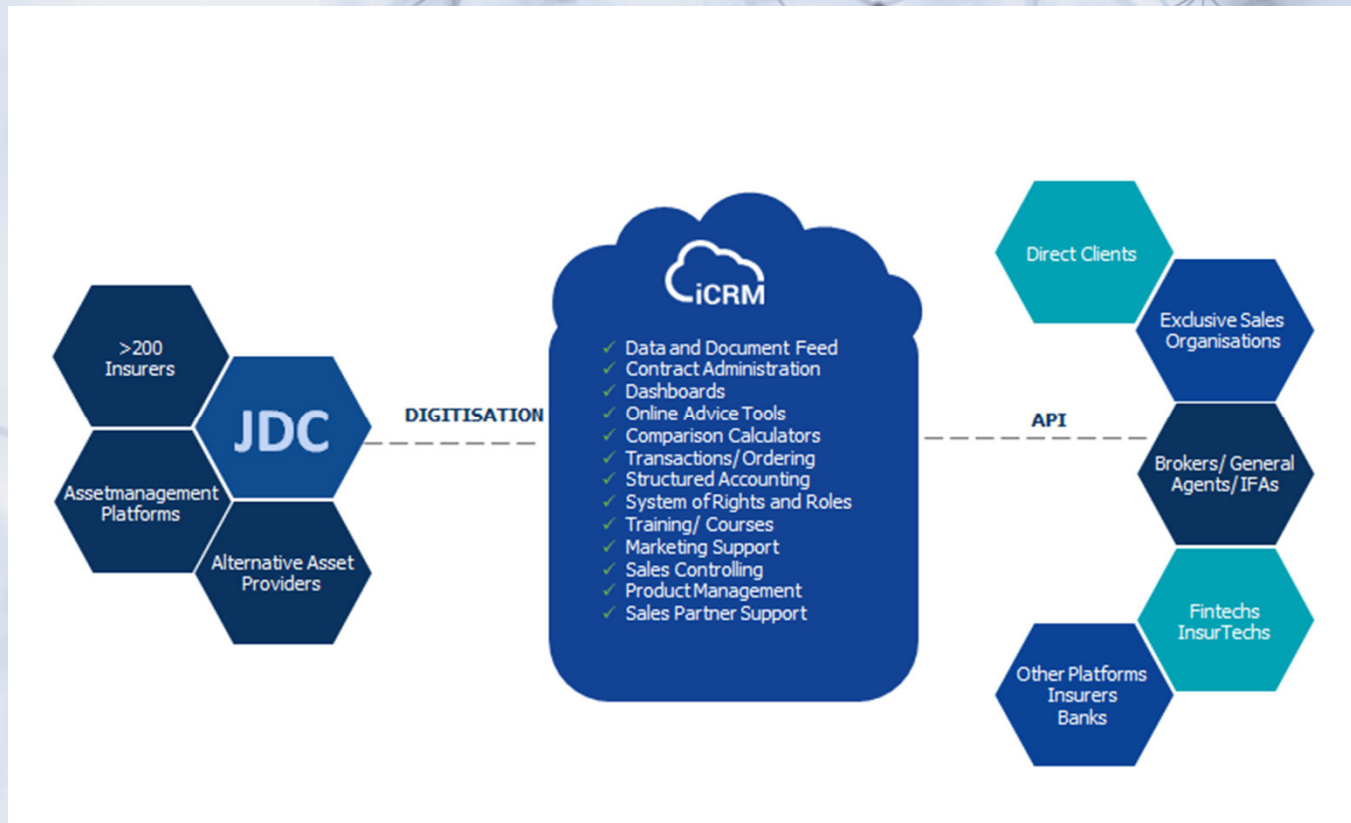 >200
Insurers
JDC
Assetmanagement
Platforms
Alternative Asset
Providers
DIGITISATION
iCRM
✓ Data and Document Feed
✓ Contract Administration
✓ Dashboards
✓ Online Advice Tools
✓ Comparison Calculators
✓ Transactions/Ordering
✓ Structured Accounting
✓ System of Rights and Roles
✓ Training/ Courses
✓ Marketing Support
✓ Sales Controlling
✓ Product Management
✓ Sales Partner Support
API
Direct Clients
Exclusive Sales
Organisations
Brokers/ General
Agents/IFAs
Fintechs
InsurTechs
Other Platforms
Insurers
Banks